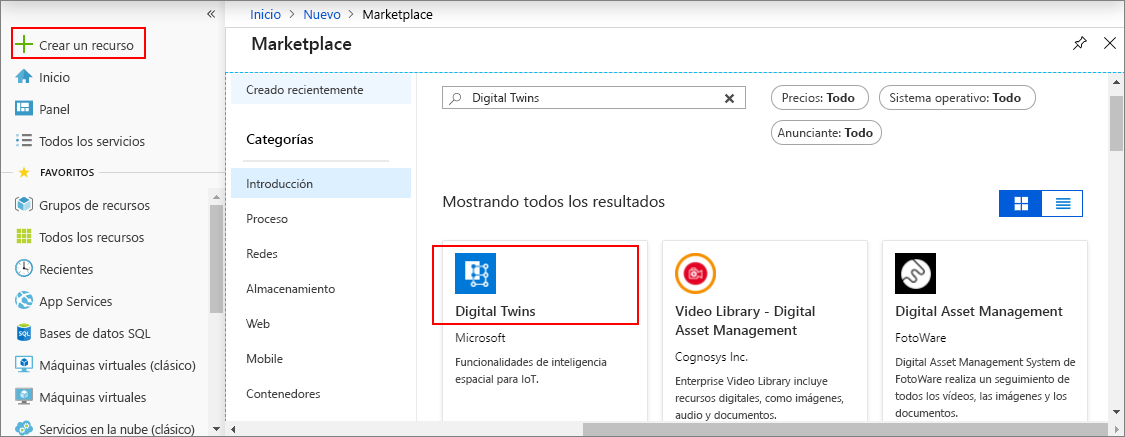 Crear un recurso
Inicio
Panel
Todos los servicios
FAVORITOS
Grupos de recursos
Todos los recursos
Recientes
App Services
Bases de datos SQL
Máquinas virtuales (clásico)
Máquinas virtuales
Servicios en la nube (clásico)
Inicio > Nuevo > Marketplace
Marketplace
Creado recientemente
Categorías
Introducción
Proceso
Redes
Almacenamiento
Web
Mobile
Contenedores
Digital Twins
Precios: Todo
Sistema operativo: Todo
Anunciante: Todo
Mostrando todos los resultados
Digital Twins
Microsoft
Funcionalidades de inteligencia
espacial para IoT.
Video Library - Digital
Asset Management
Cognosys Inc.
Enterprise Video Library incluye
recursos digitales, como imágenes,
audio y documentos.
Digital Asset Management
FotoWare
Digital Asset Management System de
FotoWare realiza un seguimiento de
todos los vídeos, las imágenes y los
documentos.